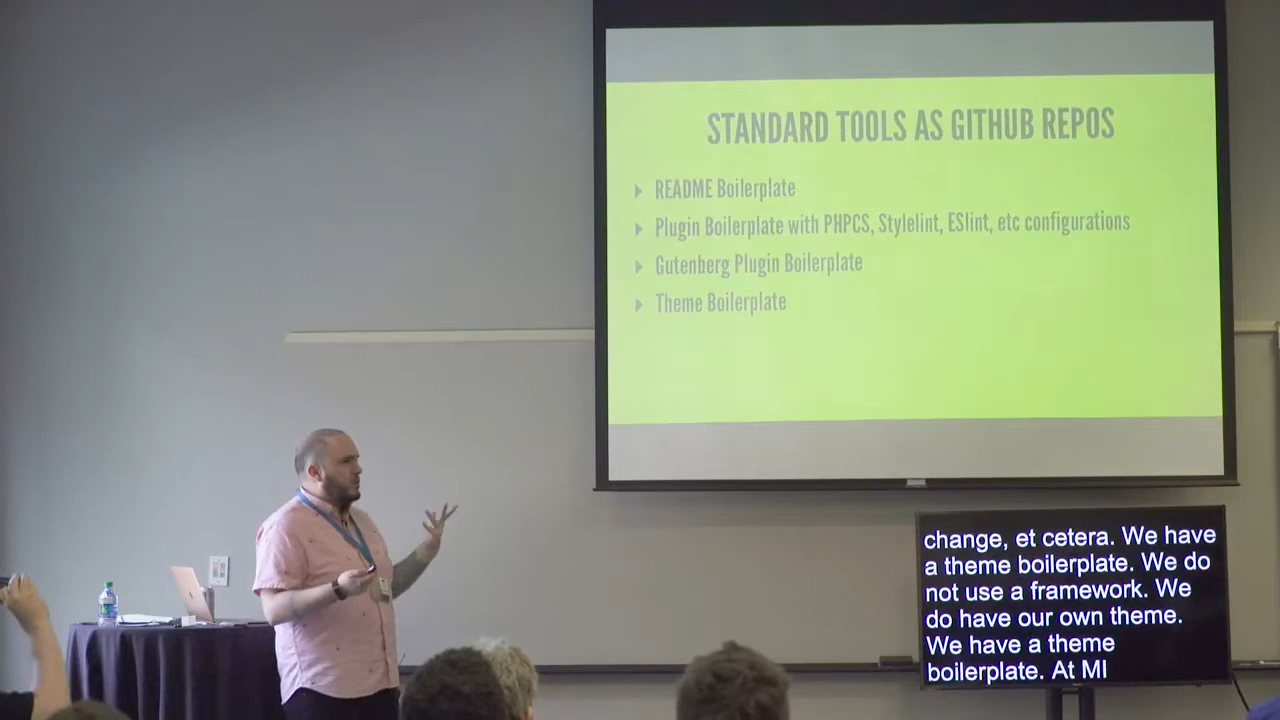 STANDARD TOOLS AS GITHUB REPOS
README Boilerplate
Plugin Boilerplate with PHPCS, Stylelint, ESlint, etc configurations
Gutenberg Plugin Boilerplate
Theme Boilerplate
change, et cetera. We have
a theme boilerplate. We do
not use a framework. We
do have our own theme.
We have a theme
boilerplate. At MI